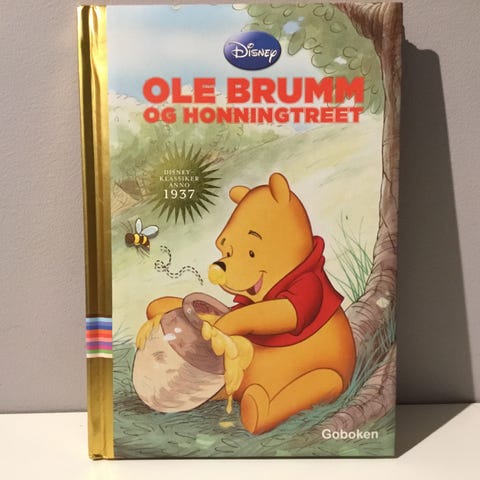 Disney
OLE BRUMM
OG HONNINGTREET
DISNEY-
KLASSIKER
ANNO
1937
Goboken